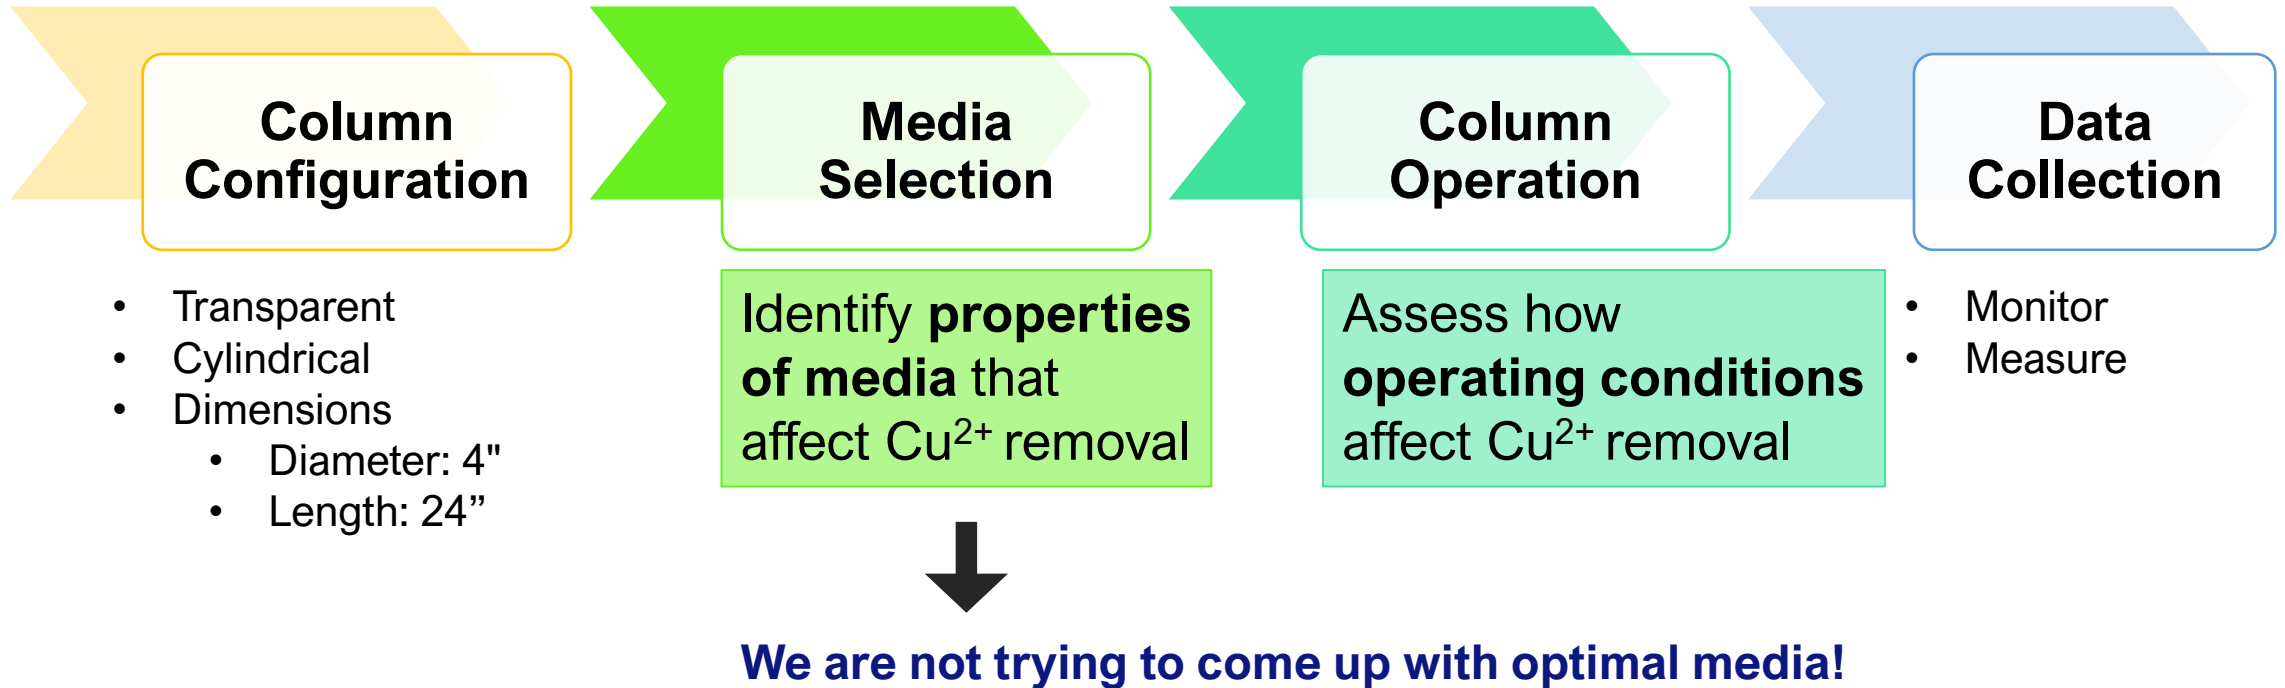 Column
Configuration
Media
Selection
Column
Operation
Data
Collection
• Transparent
• Cylindrical
• Dimensions
• Diameter: 4"
• Length: 24”
Identify properties
of media that
affect Cu²⁺ removal
Assess how
operating conditions
affect Cu²⁺ removal
• Monitor
• Measure
We are not trying to come up with optimal media!